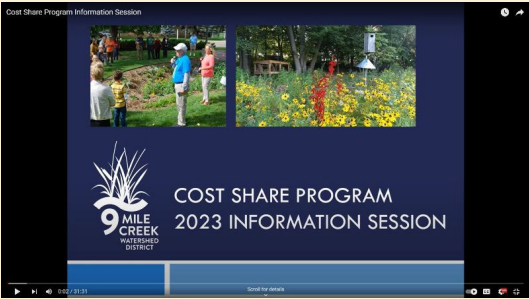 Cost Share Program Information Session
9 MILE
CREEK
WATERSHED
DISTRICT
COST SHARE PROGRAM
2023 INFORMATION SESSION
0:02 / 31:31
Scroll for details
CC